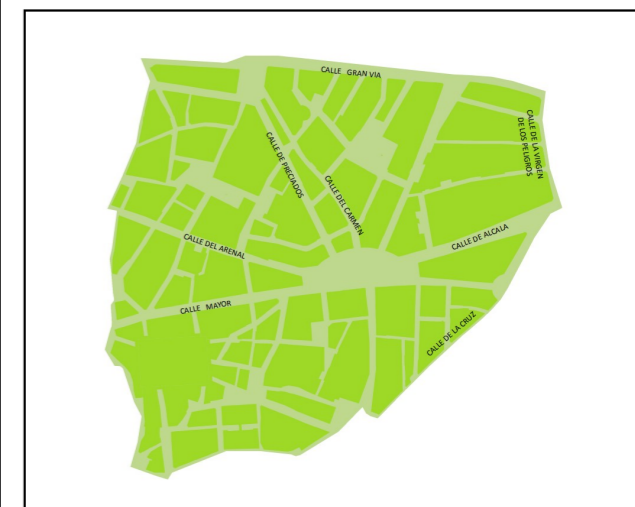 CALLE GRAN VIA
CALLE DE LA VIRGEN
DE LOS PELIGROS
CALLE DE PRECIADOS
CALLE DEL CARMEN
CALLE DEL ARENAL
CALLE DE ALCALA
CALLE MAYOR
CALLE DE LA CRUZ